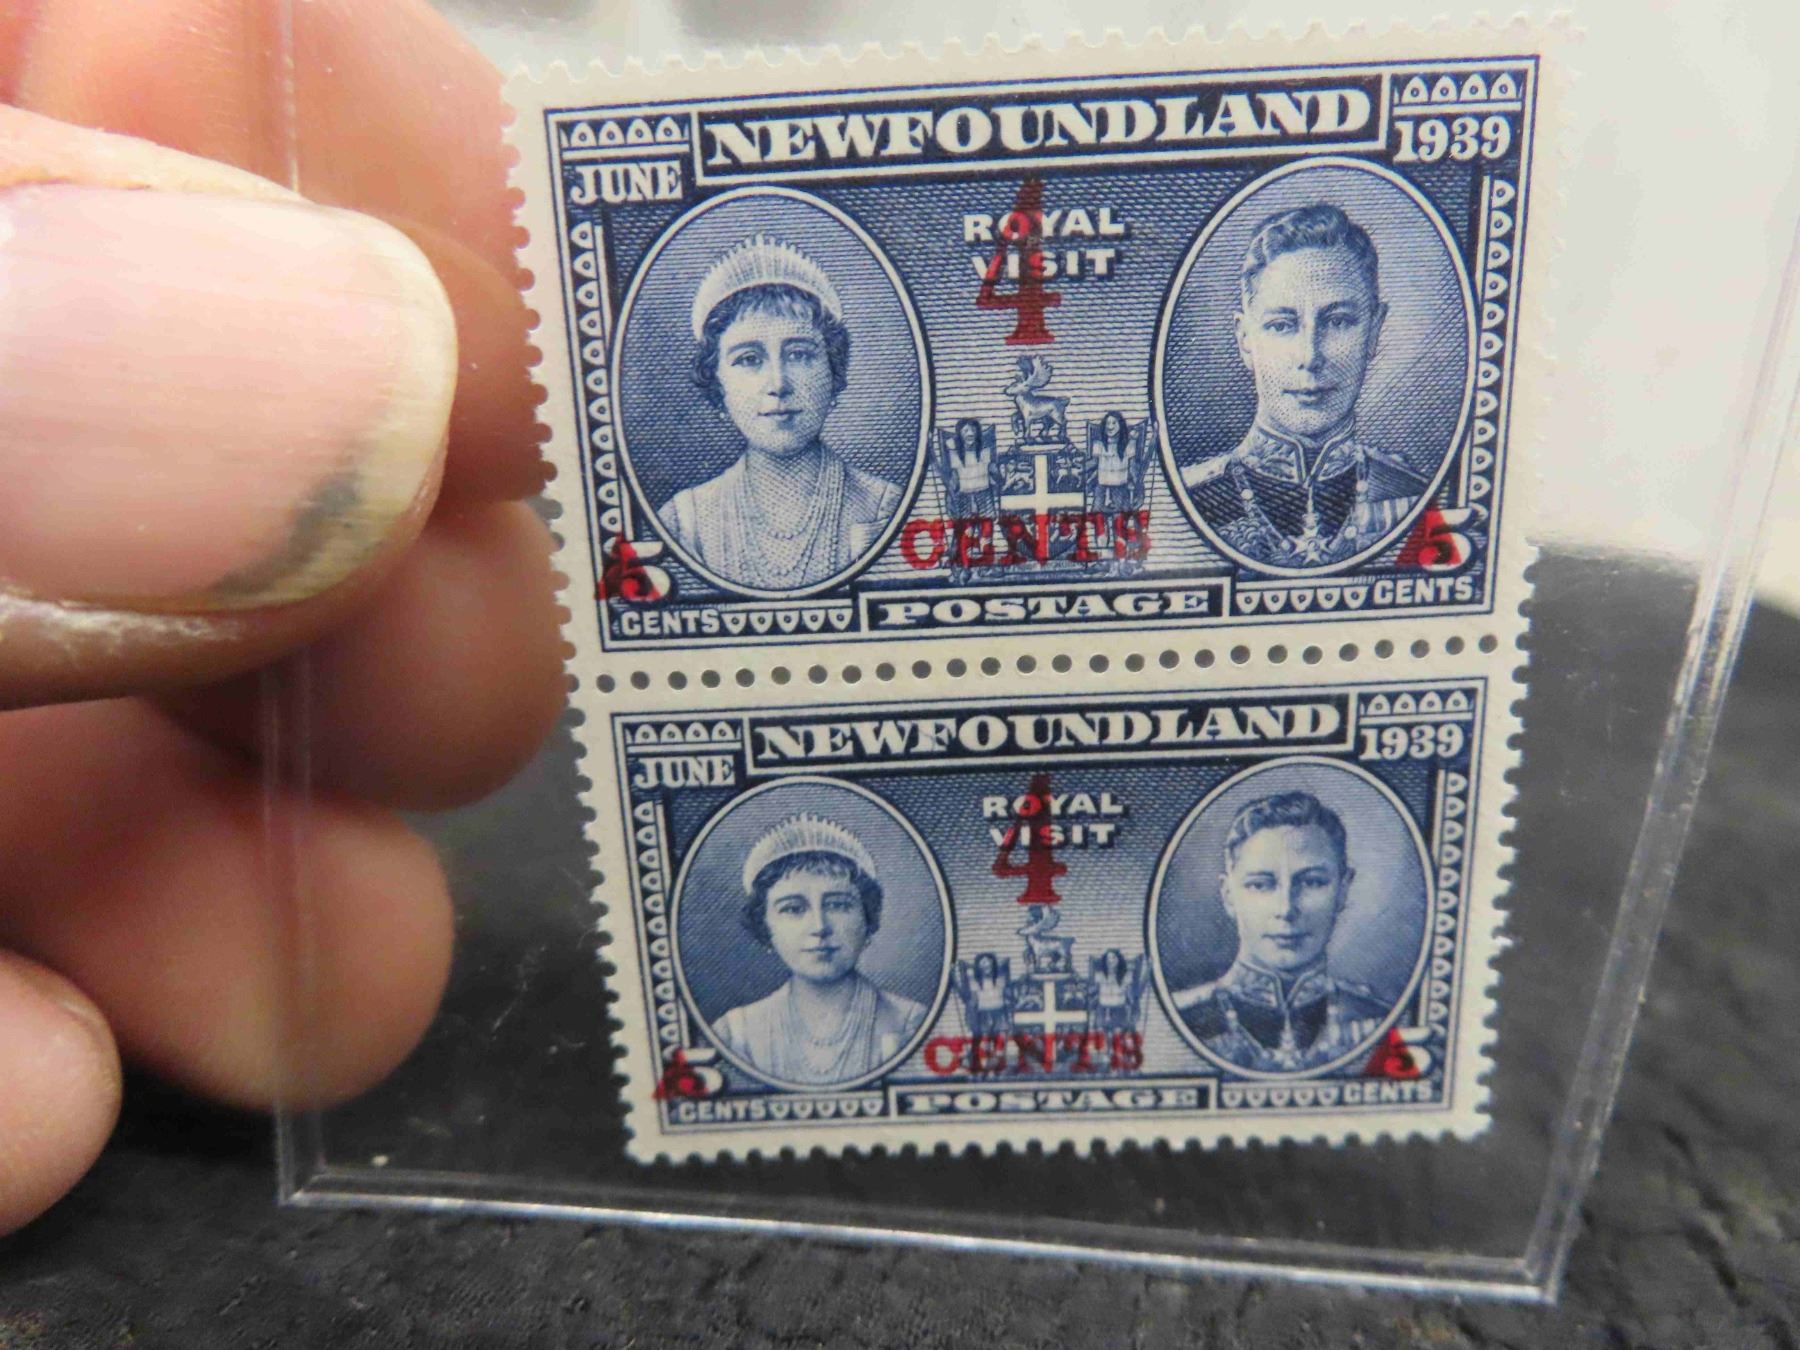 NEWFOUNDLAND
JUNE 1939
ROYAL
VISIT
4
CENTS
5 5
CENTS POSTAGE CENTS
NEWFOUNDLAND
JUNE 1939
ROYAL
VISIT
4
CENTS
5 5
CENTS POSTAGE CENTS